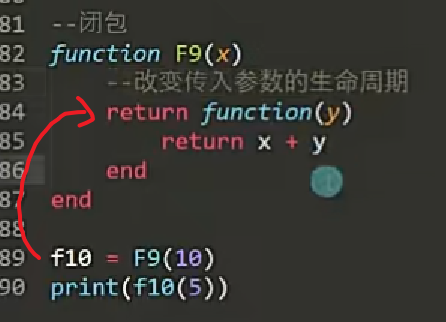 81 --闭包
82 function F9(x)
83     --改变传入参数的生命周期
84     return function(y)
85         return x + y
86     end
87 end
88
89 f10 = F9(10)
90 print(f10(5))